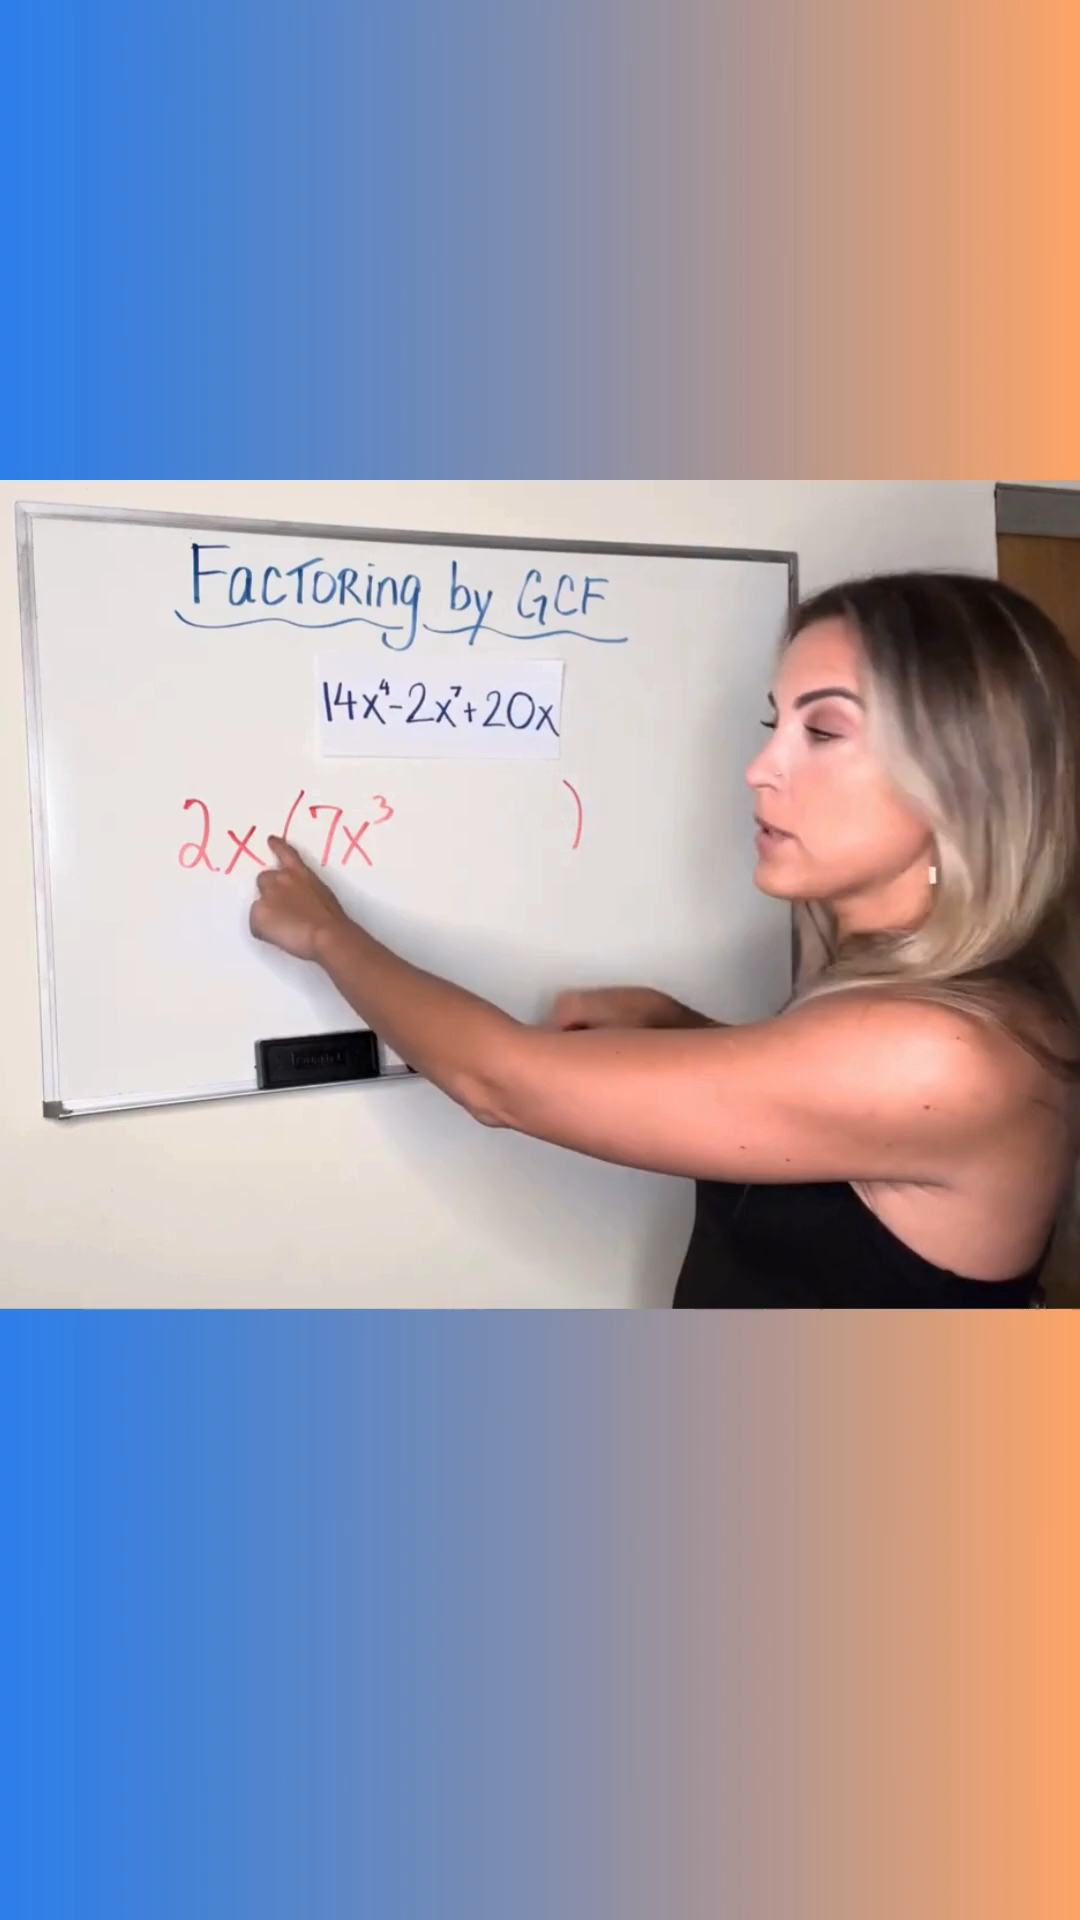 Factoring by GCF
14x⁴-2x⁷+20x
2x(7x³ )